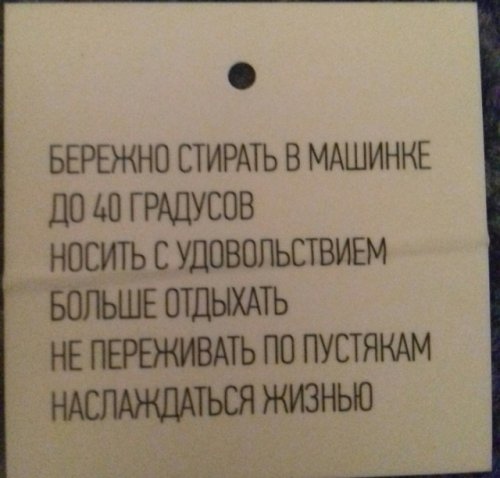 БЕРЕЖНО СТИРАТЬ В МАШИНКЕ
ДО 40 ГРАДУСОВ
НОСИТЬ С УДОВОЛЬСТВИЕМ
БОЛЬШЕ ОТДЫХАТЬ
НЕ ПЕРЕЖИВАТЬ ПО ПУСТЯКАМ
НАСЛАЖДАТЬСЯ ЖИЗНЬЮ